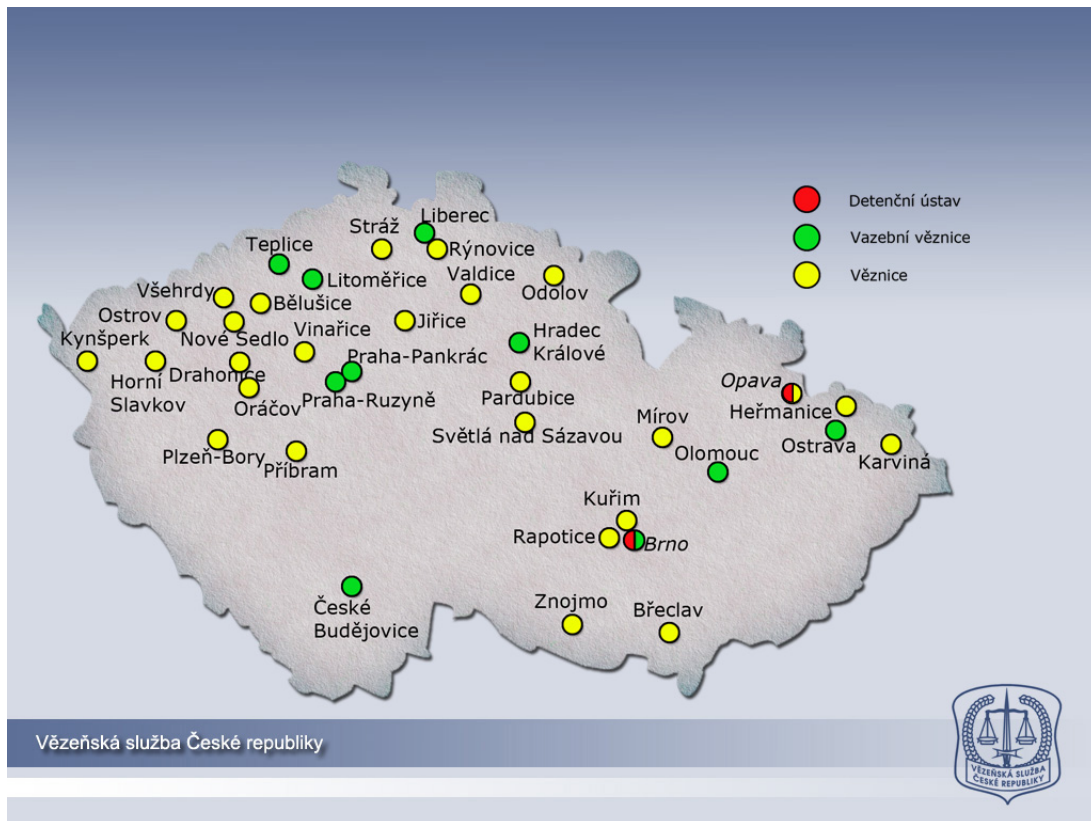 Liberec
Stráž
Detenční ústav
Teplice
Rýnovice
Vazební věznice
Valdice
Litoměřice
Odolov
Věznice
Všehrdy
Bělušice
Ostrov
Nové Sedlo
Vinařice
Jiřice
Hradec
Králové
Kynšperk
Praha-Pankrác
Horní
Slavkov
Drahonice
Oráčov
Praha-Ruzyně
Pardubice
Opava
Heřmanice
Mírov
Světlá nad Sázavou
Ostrava
Plzeň-Bory
Příbram
Olomouc
Karviná
Kuřim
Rapotice
Brno
České
Budějovice
Znojmo
Břeclav
Vězeňská služba České republiky
VĚZEŇSKÁ SLUŽBA
ČESKÉ REPUBLIKY